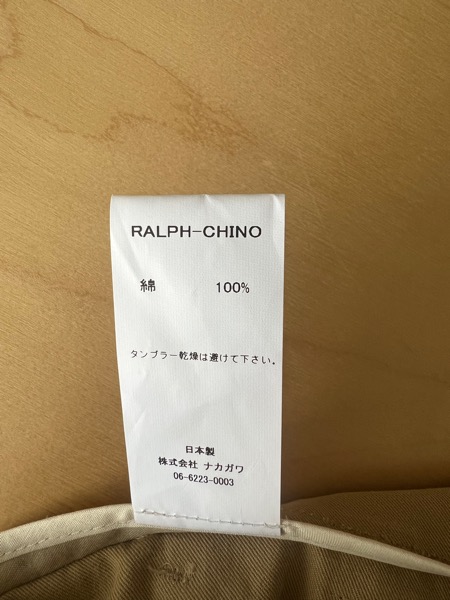 RALPH-CHINO
綿 100%
タンブラー乾燥は避けて下さい。
日本製
株式会社 ナカガワ
06-6223-0003